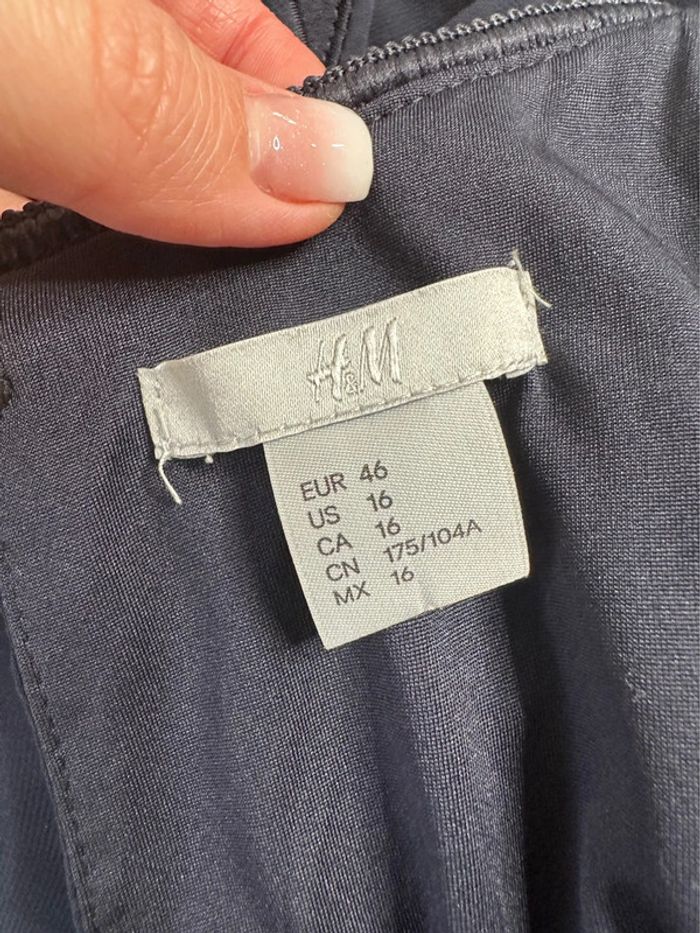 H&M
EUR 46
US 16
CA 16
CN 175/104A
MX 16